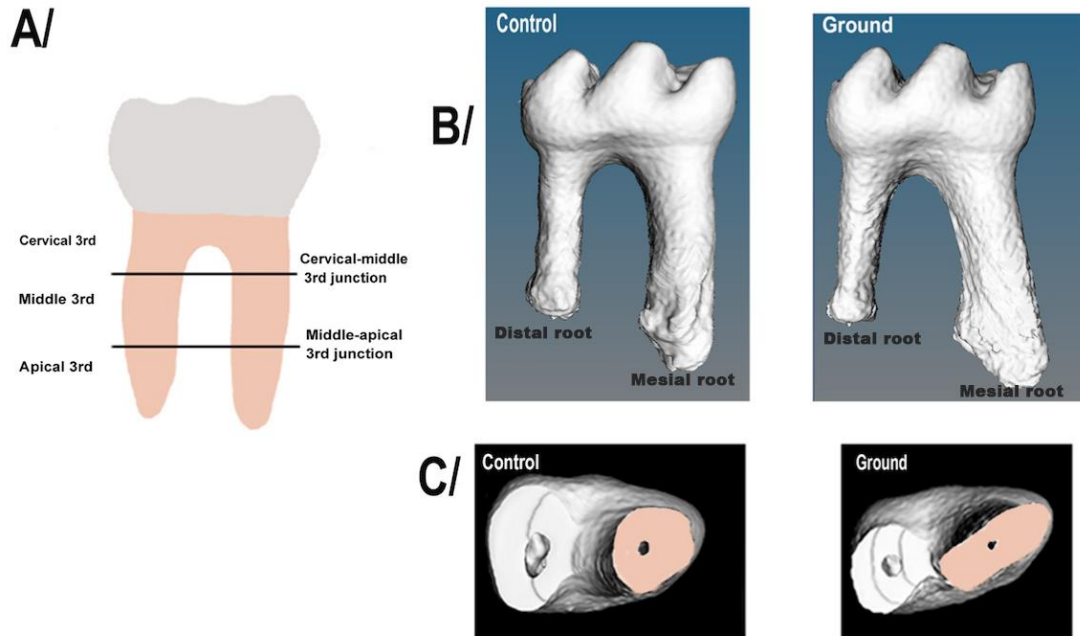 A/
Cervical 3rd
Middle 3rd
Apical 3rd
Cervical-middle
3rd junction
Middle-apical
3rd junction
B/
Control
Distal root
Mesial root
Ground
Distal root
Mesial root
C/
Control
Ground